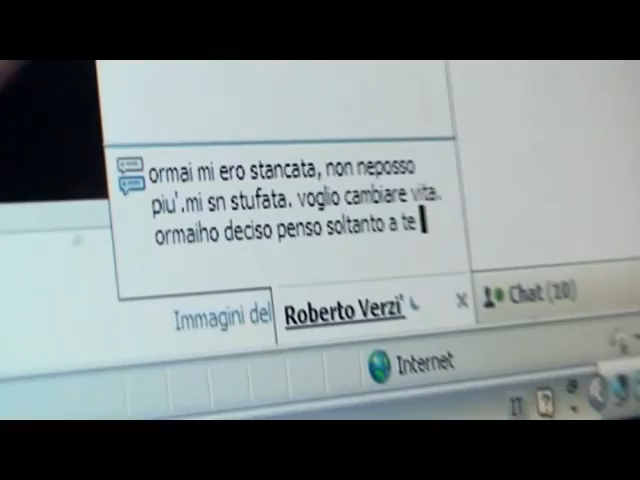 ormai mi ero stancata, non neposso
piu'.mi sn stufata. voglio cambiare vita.
ormaiho deciso penso soltanto a te
Immagini del
Roberto Verzi'
x
Chat (10)
Internet
IT
?